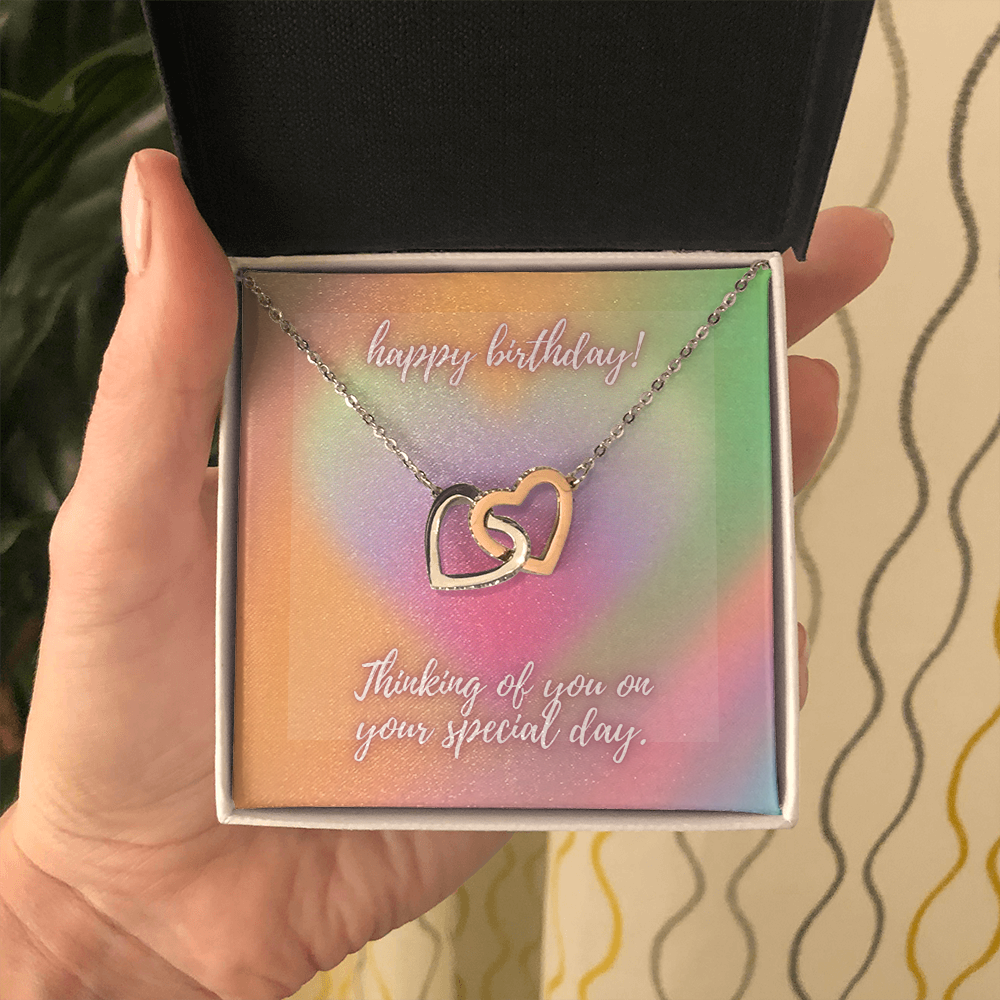 happy birthday!
Thinking of you on
your special day.